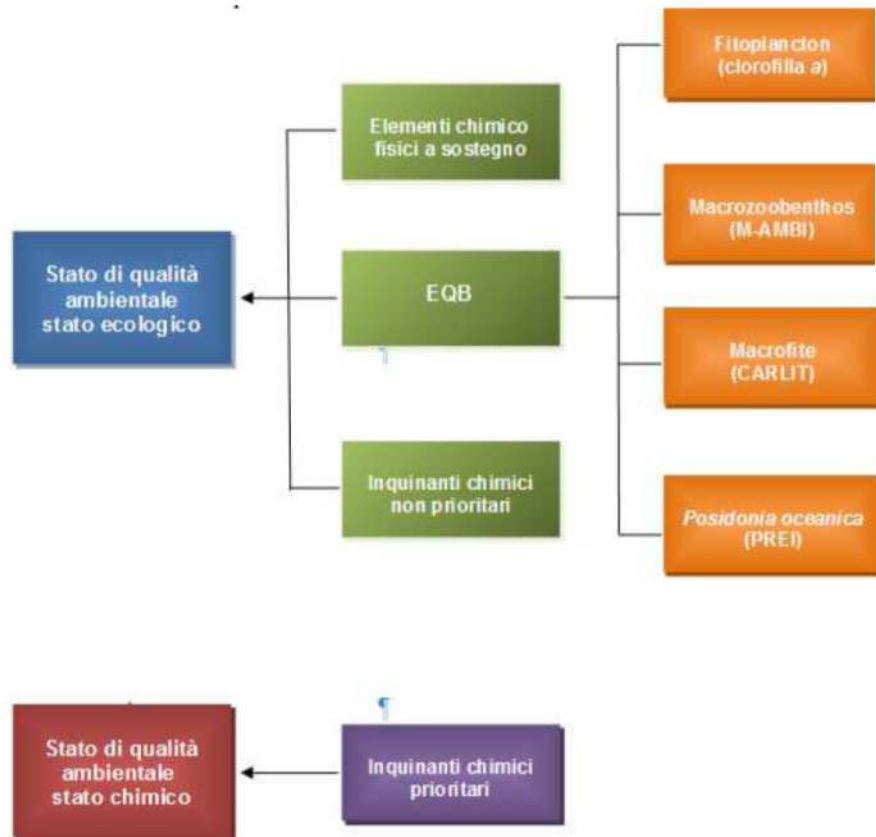 Fitoplancton
(clorofilla a)
Elementi chimico
fisici a sostegno
Macrozoobenthos
(M-AMBI)
Stato di qualità
ambientale
stato ecologico
EQB
¶
Macrofite
(CARLIT)
Inquinanti chimici
non prioritari
Posidonia oceanica
(PREI)
¶
Stato di qualità
ambientale
stato chimico
Inquinanti chimici
prioritari